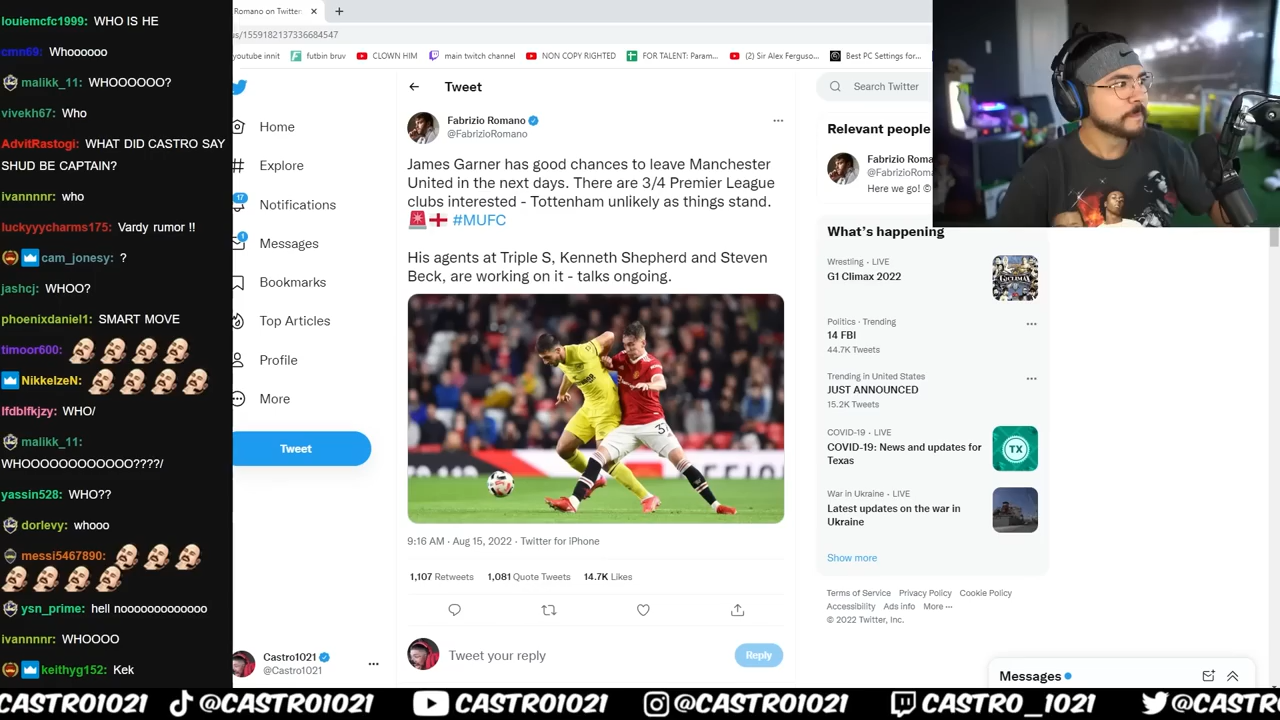 louiemcfc1999: WHO IS HE
cmn69: Whoooooo
malikk_11: WHOOOOOO?
vivekh67: Who
AdvitRastogi: WHAT DID CASTRO SAY
SHUD BE CAPTAIN?
ivannnnr: who
luckyyycharms175: Vardy rumor !!
cam_jonesy: ?
jashcj: WHOO?
phoenixdaniel1: SMART MOVE
timoor600:
NikkelzeN:
lfdblfkjzy: WHO/
malikk_11:
WHOOOOOOOOOOOO????/
yassin528: WHO??
dorlevy: whooo
messi5467890:
ysn_prime: hell nooooooooooooo
ivannnnr: WHOOOO
keithyg152: Kek
Romano on Twitter
us/1559182137336684547
youtube innit
futbin bruv
CLOWN HIM
main twitch channel
NON COPY RIGHTED
FOR TALENT: Param...
(2) Sir Alex Ferguso...
Best PC Settings for...
Home
Explore
17
Notifications
1
Messages
Bookmarks
Top Articles
Profile
More
Tweet
Castro1021
@Castro1021
Tweet
Fabrizio Romano
@FabrizioRomano
James Garner has good chances to leave Manchester
United in the next days. There are 3/4 Premier League
clubs interested - Tottenham unlikely as things stand.
#MUFC
His agents at Triple S, Kenneth Shepherd and Steven
Beck, are working on it - talks ongoing.
9:16 AM · Aug 15, 2022 · Twitter for iPhone
1,107 Retweets 1,081 Quote Tweets 14.7K Likes
Tweet your reply
Reply
Search Twitter
Relevant people
Fabrizio Roma
@FabrizioRoma
Here we go! ©
What's happening
Wrestling · LIVE
G1 Climax 2022
Politics · Trending
14 FBI
44.7K Tweets
Trending in United States
JUST ANNOUNCED
15.2K Tweets
COVID-19 · LIVE
COVID-19: News and updates for
Texas
TX
War in Ukraine · LIVE
Latest updates on the war in
Ukraine
Show more
Terms of Service Privacy Policy Cookie Policy
Accessibility Ads info More ···
© 2022 Twitter, Inc.
Messages
CASTRO1021 @CASTRO1021 CASTRO1021 CASTRO1021 CASTRO_1021 @CASTR